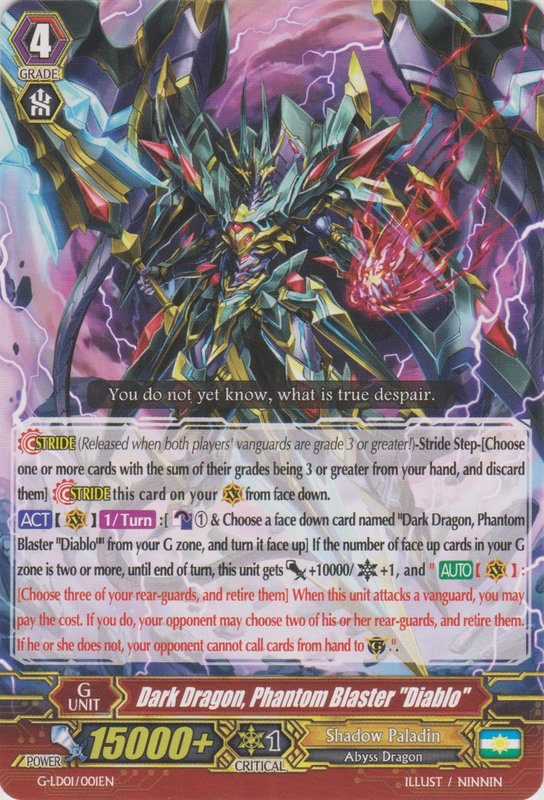 4
GRADE
You do not yet know, what is true despair.
STRIDE (Released when both players' vanguards are grade 3 or greater!)-Stride Step-[Choose
one or more cards with the sum of their grades being 3 or greater from your hand, and discard
them] STRIDE this card on your V from face down.
ACT【V】1/Turn :[ ① & Choose a face down card named "Dark Dragon, Phantom
Blaster "Diablo"" from your G zone, and turn it face up] If the number of face up cards in your G
zone is two or more, until end of turn, this unit gets +10000/ +1, and " AUTO【V】:
[Choose three of your rear-guards, and retire them] When this unit attacks a vanguard, you may
pay the cost. If you do, your opponent may choose two of his or her rear-guards, and retire them.
If he or she does not, your opponent cannot call cards from hand to G ".
G
UNIT
Dark Dragon, Phantom Blaster "Diablo"
POWER
15000+
1
CRITICAL
Shadow Paladin
Abyss Dragon
G-LD01/001EN
ILLUST / NINNIN